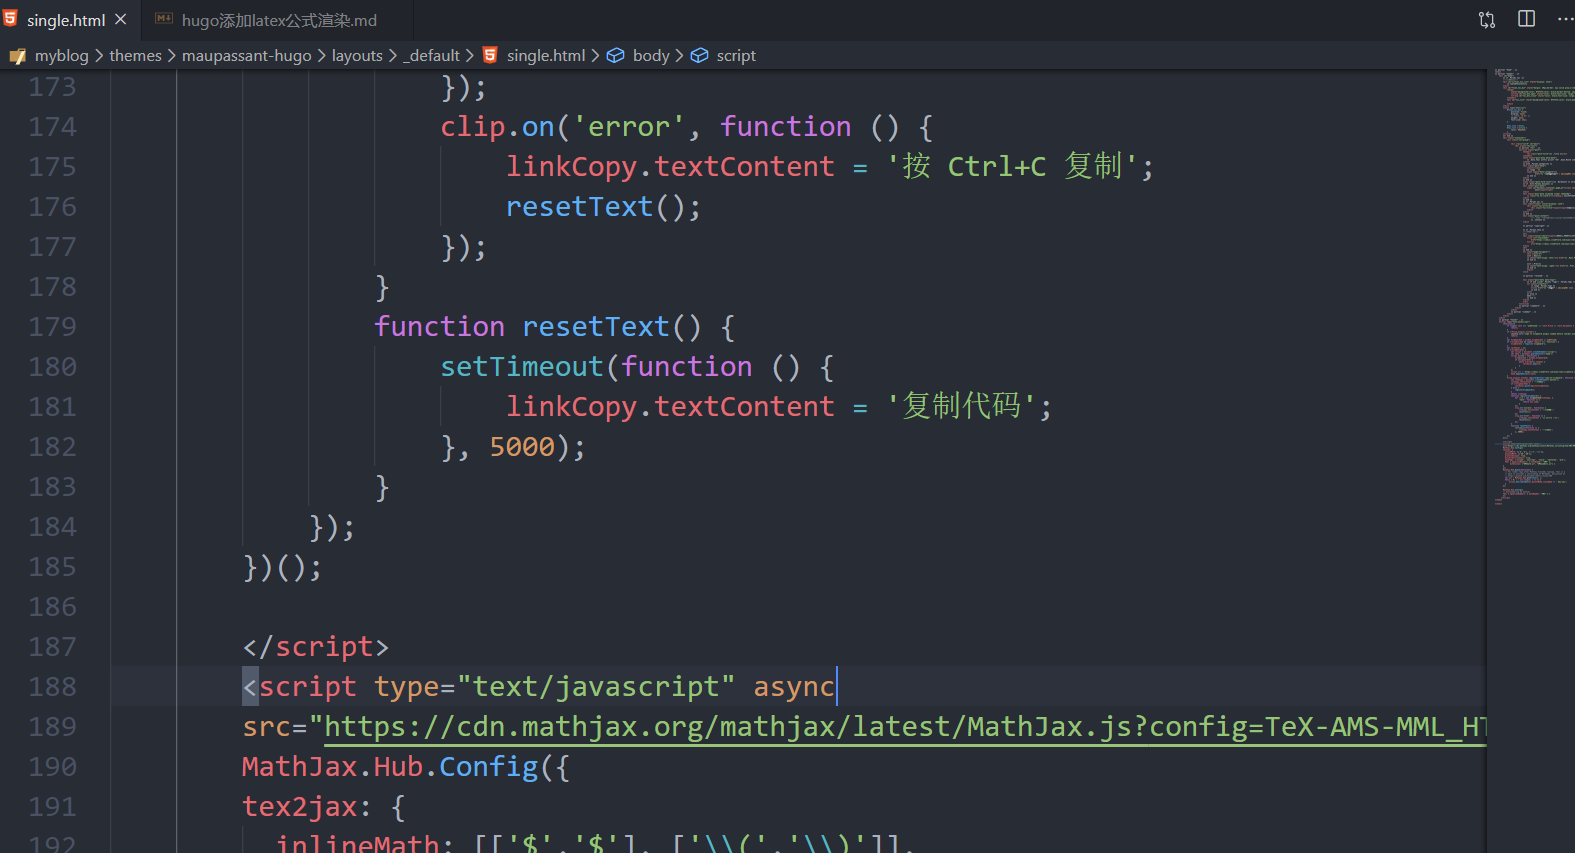 single.html
hugo添加latex公式渲染.md
myblog > themes > maupassant-hugo > layouts > _default > single.html > body > script
173 });
174 clip.on('error', function () {
175 linkCopy.textContent = '按 Ctrl+C 复制';
176 resetText();
177 });
178 }
179 function resetText() {
180 setTimeout(function () {
181 linkCopy.textContent = '复制代码';
182 }, 5000);
183 }
184 });
185 })();
186
187 </script>
188 <script type="text/javascript" async
189 src="https://cdn.mathjax.org/mathjax/latest/MathJax.js?config=TeX-AMS-MML_HT
190 MathJax.Hub.Config({
191 tex2jax: {
192 inlineMath: [['$','$'], ['\\(','\\)']],